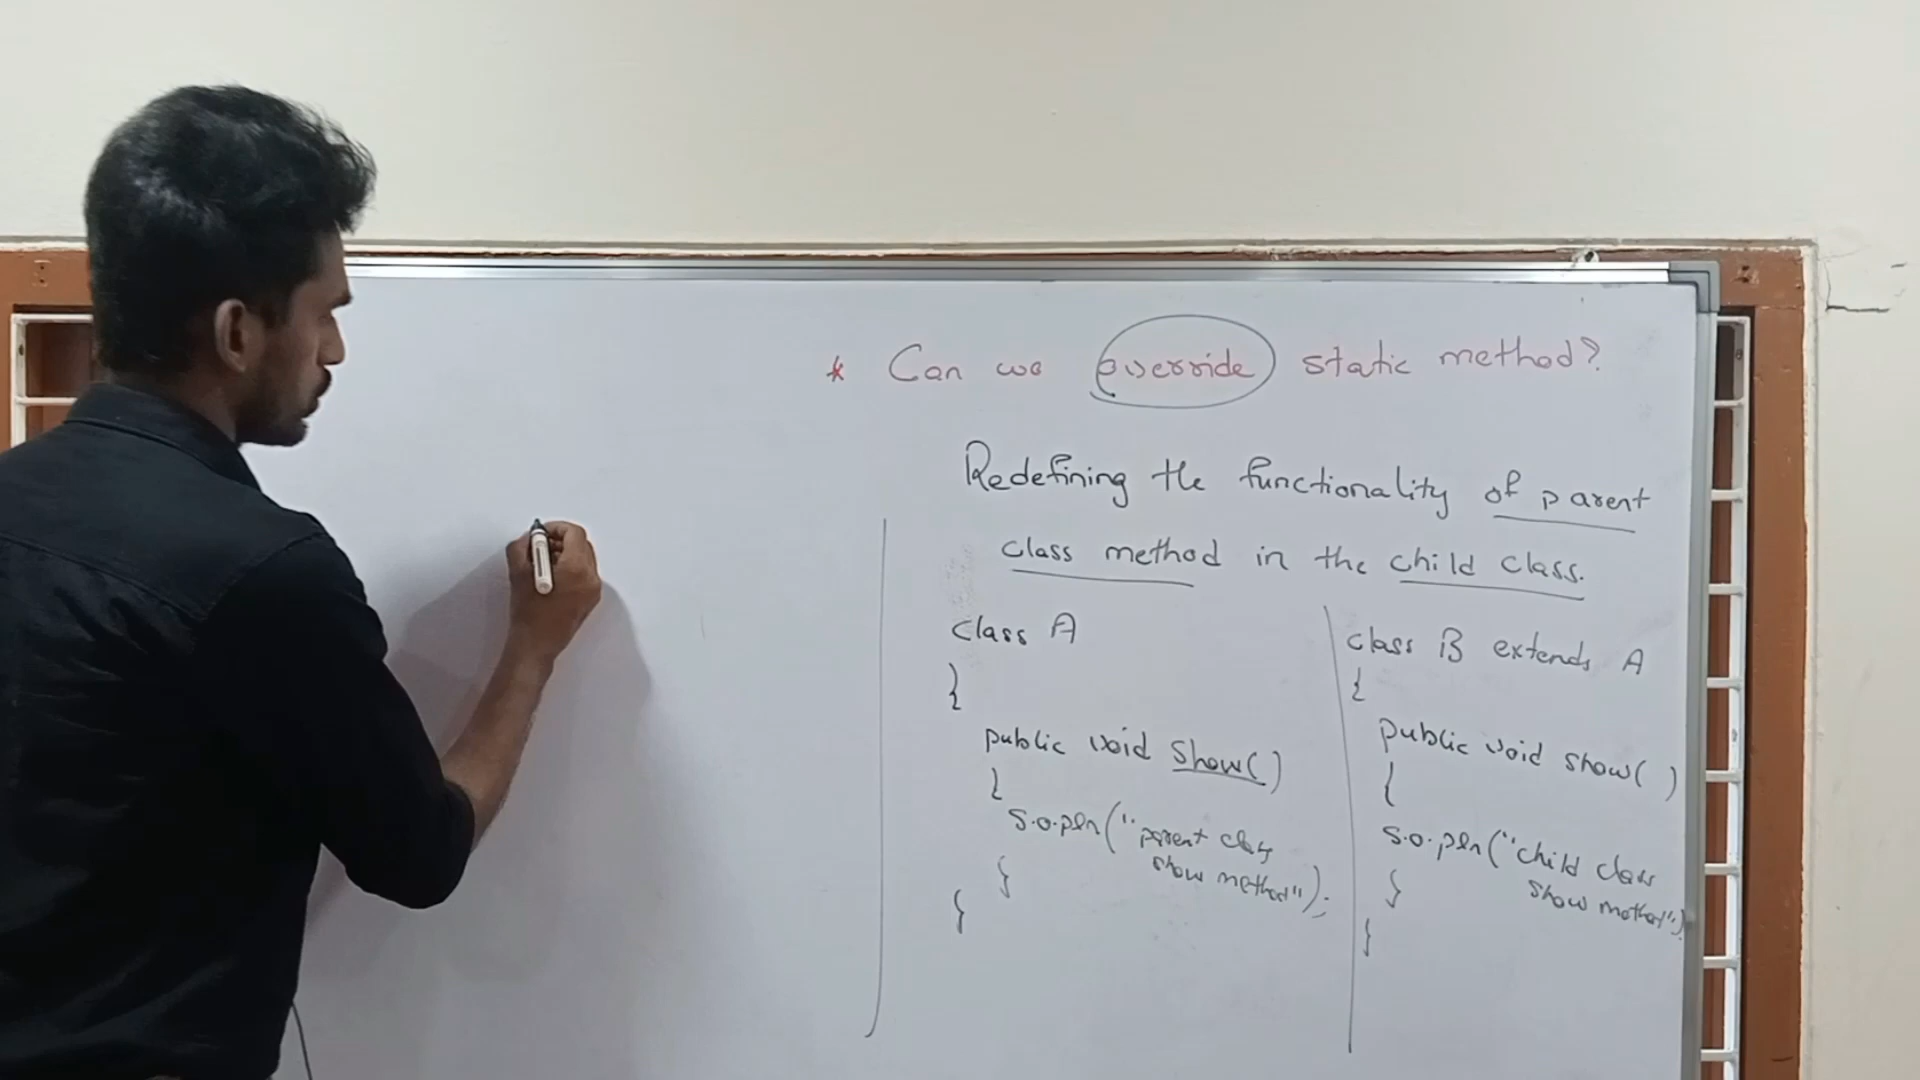 * Can we override static method?
Redefining the functionality of parent
class method in the child class.
class A
{
public void show()
{
S.o.pln("parent class
show method");
}
}
class B extends A
{
public void show( )
{
S.o.pln("child class
show method");
}
}